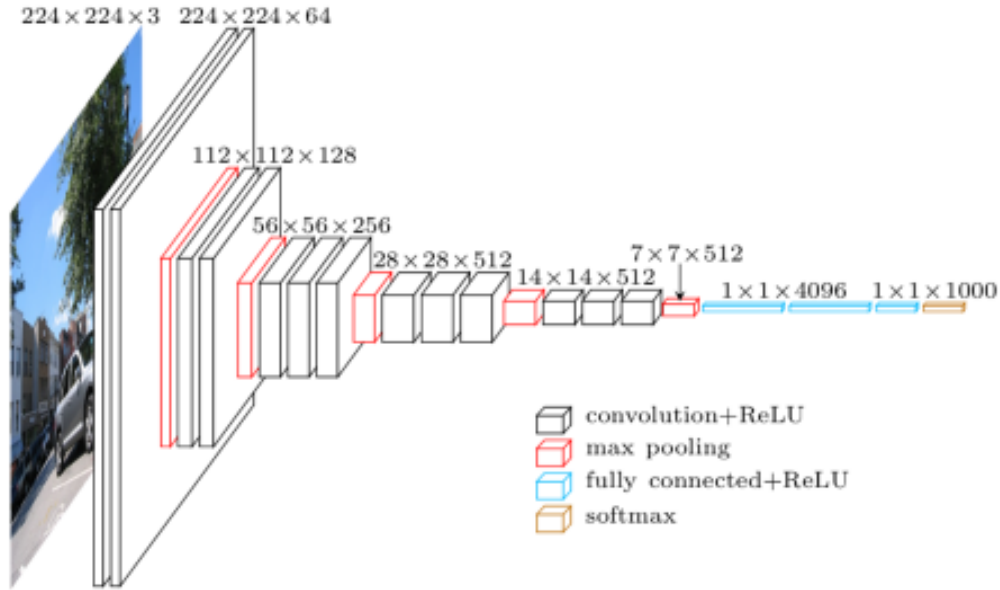 224×224×3
224×224×64
112×112×128
56×56×256
28×28×512
14×14×512
7×7×512
1×1×4096
1×1×1000
convolution+ReLU
max pooling
fully connected+ReLU
softmax